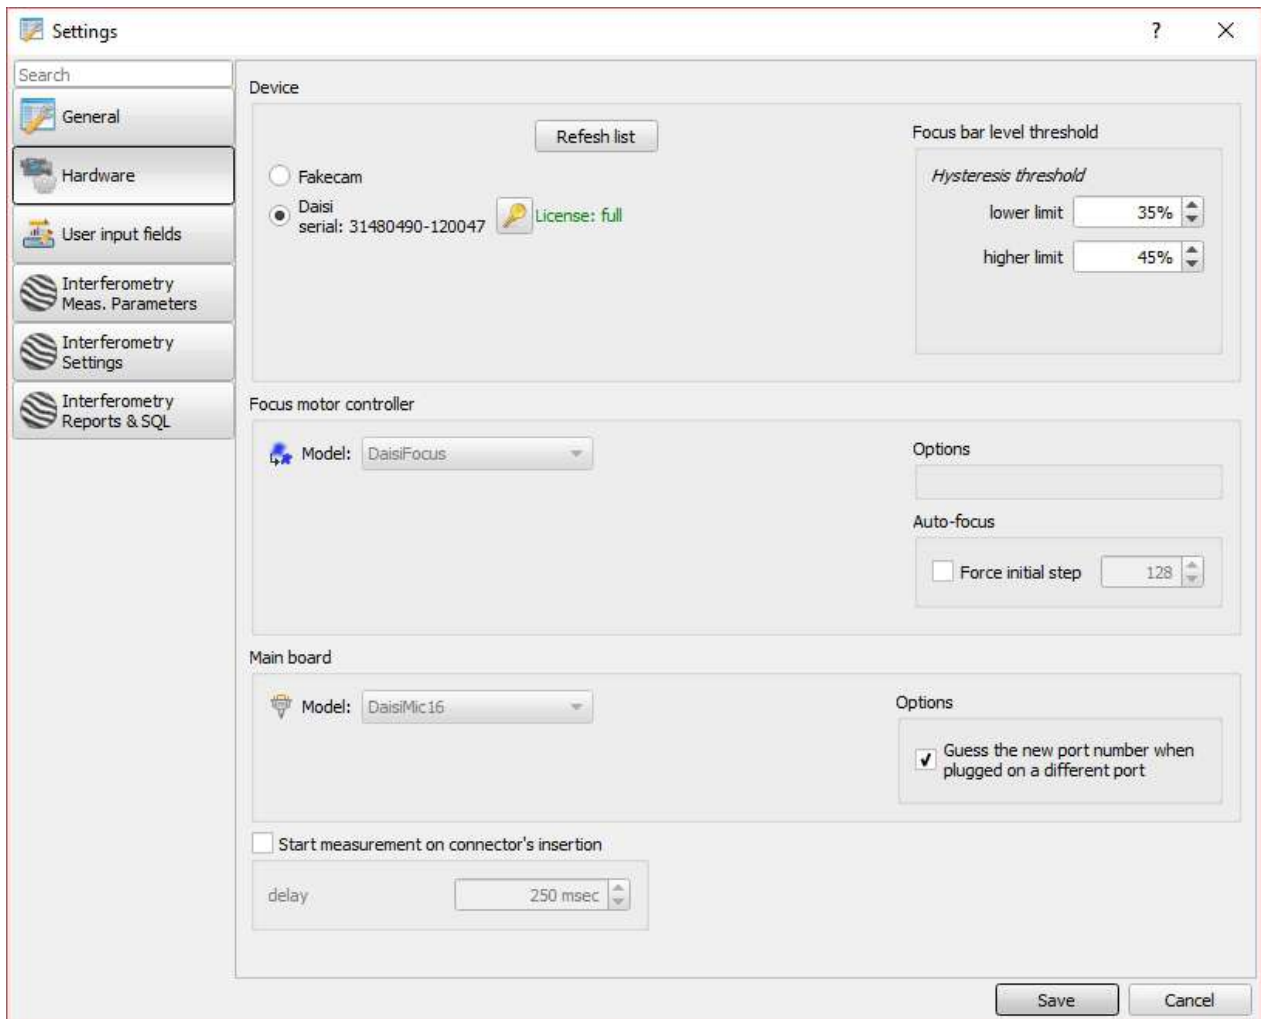 Settings
?
Search
General
Hardware
User input fields
Interferometry
Meas. Parameters
Interferometry
Settings
Interferometry
Reports & SQL
Device
Refesh list
Fakecam
Daisi
serial: 31480490-120047
License: full
Focus bar level threshold
Hysteresis threshold
lower limit 35%
higher limit 45%
Focus motor controller
Model: DaisiFocus
Options
Auto-focus
Force initial step 128
Main board
Model: DaisiMic16
Options
Guess the new port number when
plugged on a different port
Start measurement on connector's insertion
delay 250 msec
Save Cancel